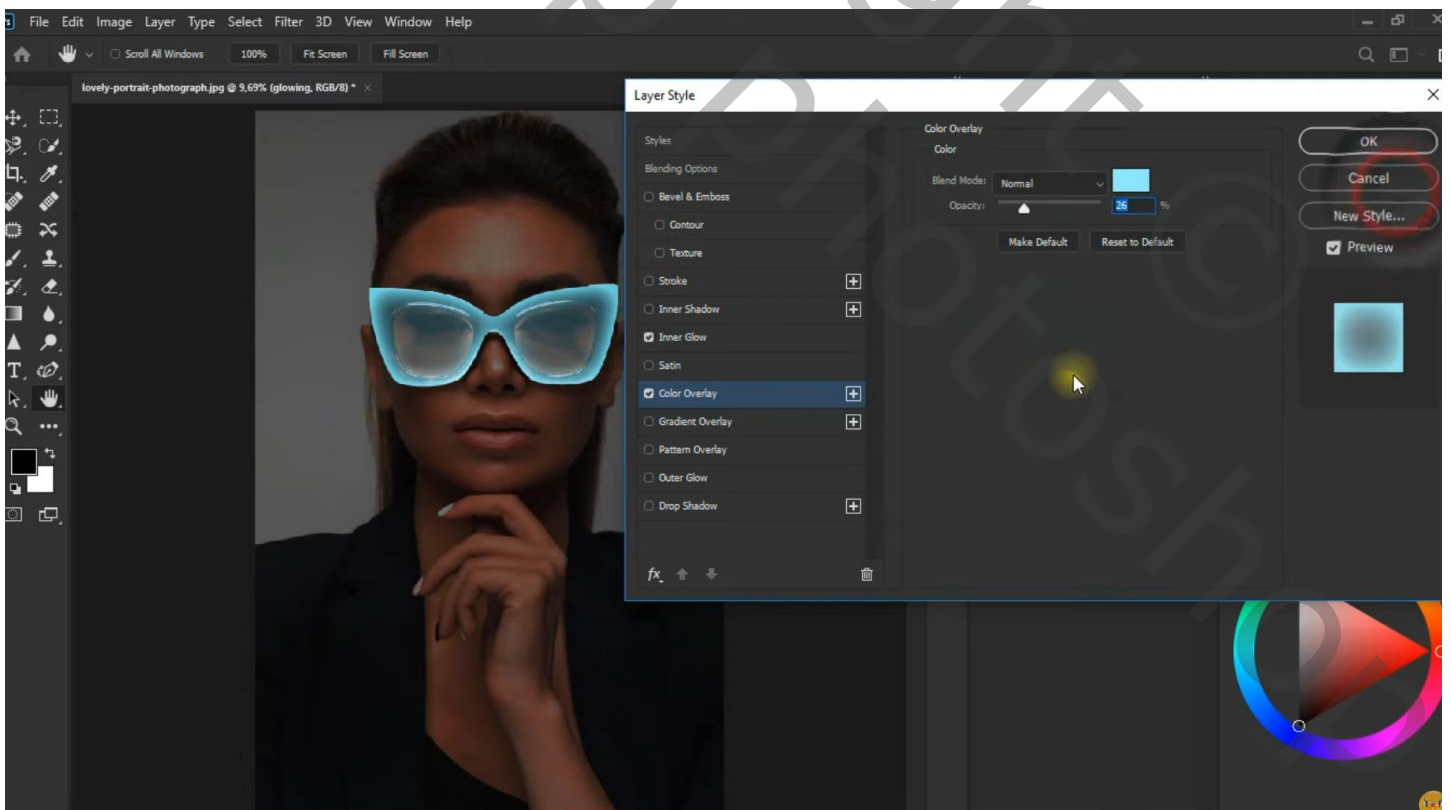 File Edit Image Layer Type Select Filter 3D View Window Help
Scroll All Windows 100% Fit Screen Fill Screen
lovely-portrait-photograph.jpg @ 9,69% (glowing, RGB/8) *
Layer Style
Styles
Blending Options
Bevel & Emboss
Contour
Texture
Stroke
Inner Shadow
Inner Glow
Satin
Color Overlay
Gradient Overlay
Pattern Overlay
Outer Glow
Drop Shadow
fx
Color Overlay
Color
Blend Mode: Normal
Opacity: 26 %
Make Default Reset to Default
OK
Cancel
New Style...
Preview